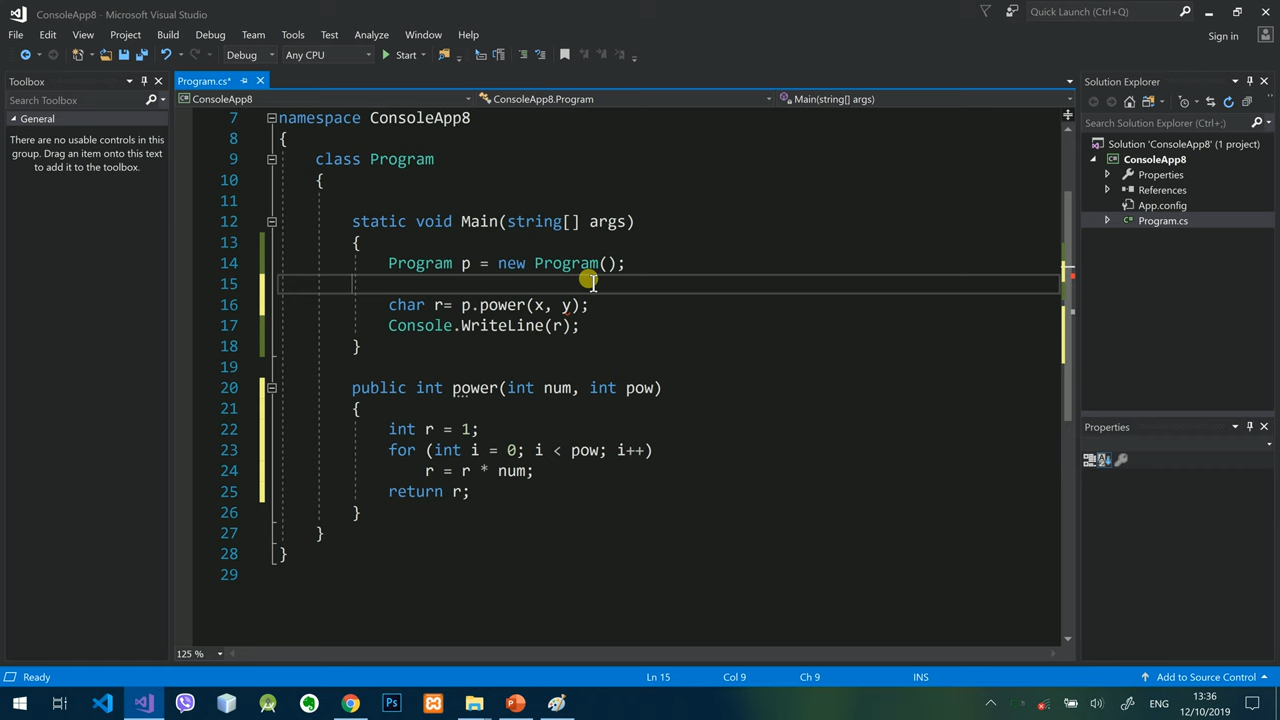 ConsoleApp8 - Microsoft Visual Studio
Quick Launch (Ctrl+Q)
File Edit View Project Build Debug Team Tools Test Analyze Window Help
Sign in
Debug Any CPU Start
Toolbox
Program.cs*
Solution Explorer
Search Toolbox
ConsoleApp8 ConsoleApp8.Program Main(string[] args)
General
Search Solution Explorer (Ctrl+;)
There are no usable controls in this
group. Drag an item onto this text
to add it to the toolbox.
Solution 'ConsoleApp8' (1 project)
ConsoleApp8
Properties
References
App.config
Program.cs
7 namespace ConsoleApp8
8 {
9 class Program
10 {
11
12 static void Main(string[] args)
13 {
14 Program p = new Program();
15
16 char r= p.power(x, y);
17 Console.WriteLine(r);
18 }
19
20 public int power(int num, int pow)
21 {
22 int r = 1;
23 for (int i = 0; i < pow; i++)
24 r = r * num;
25 return r;
26 }
27 }
28 }
29
Properties
125 %
Ready Ln 15 Col 9 Ch 9 INS Add to Source Control
Ps
ENG
13:36
12/10/2019